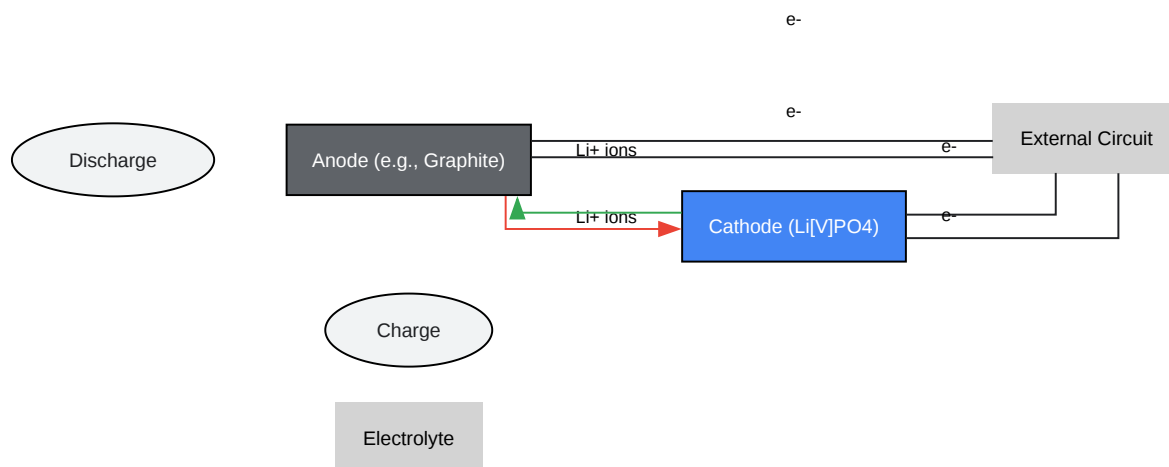 e-
e-
External Circuit
Discharge
Anode (e.g., Graphite)
Li+ ions
e-
Li+ ions
Cathode (Li[V]PO4)
e-
Charge
Electrolyte